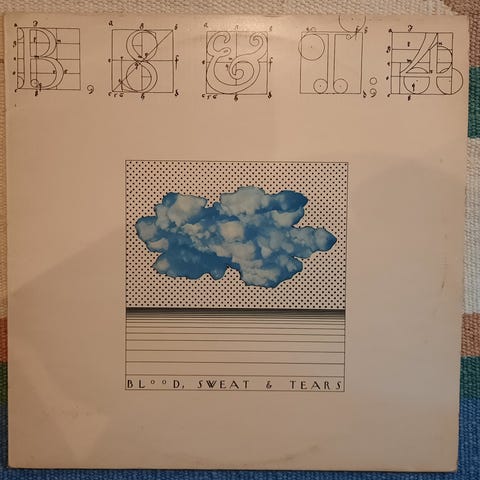 B, S & T; 4
BLOOD, SWEAT & TEARS